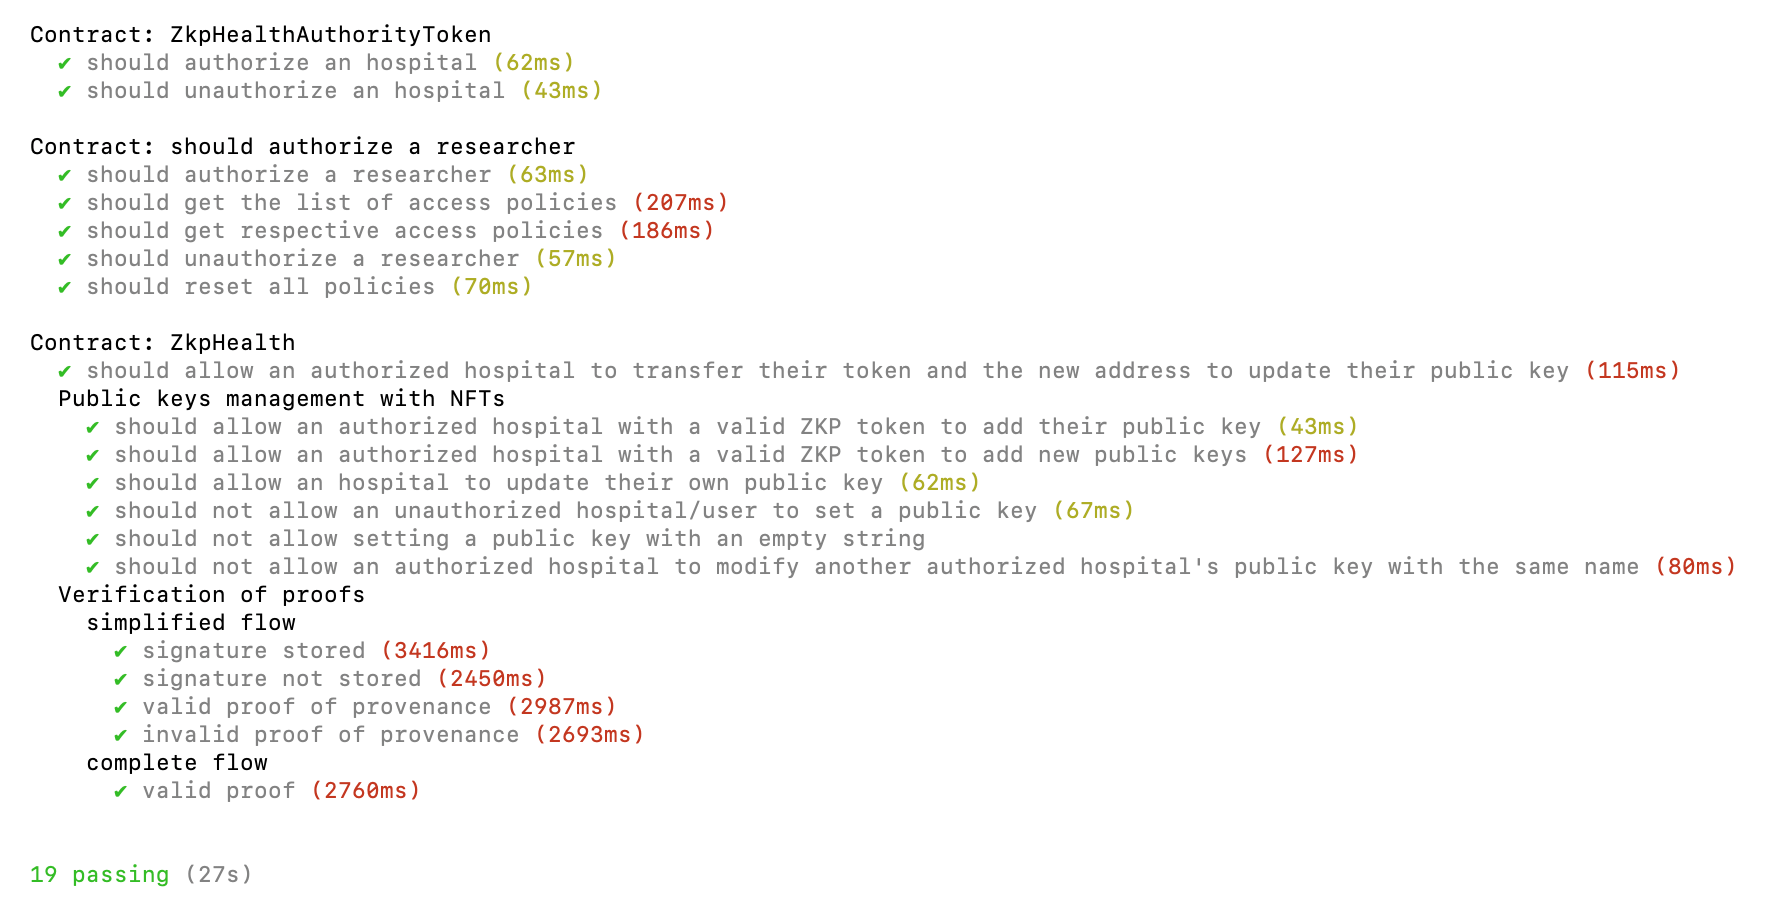 Contract: ZkpHealthAuthorityToken
✔ should authorize an hospital (62ms)
✔ should unauthorize an hospital (43ms)
Contract: should authorize a researcher
✔ should authorize a researcher (63ms)
✔ should get the list of access policies (207ms)
✔ should get respective access policies (186ms)
✔ should unauthorize a researcher (57ms)
✔ should reset all policies (70ms)
Contract: ZkpHealth
✔ should allow an authorized hospital to transfer their token and the new address to update their public key (115ms)
Public keys management with NFTs
✔ should allow an authorized hospital with a valid ZKP token to add their public key (43ms)
✔ should allow an authorized hospital with a valid ZKP token to add new public keys (127ms)
✔ should allow an hospital to update their own public key (62ms)
✔ should not allow an unauthorized hospital/user to set a public key (67ms)
✔ should not allow setting a public key with an empty string
✔ should not allow an authorized hospital to modify another authorized hospital's public key with the same name (80ms)
Verification of proofs
simplified flow
✔ signature stored (3416ms)
✔ signature not stored (2450ms)
✔ valid proof of provenance (2987ms)
✔ invalid proof of provenance (2693ms)
complete flow
✔ valid proof (2760ms)
19 passing (27s)